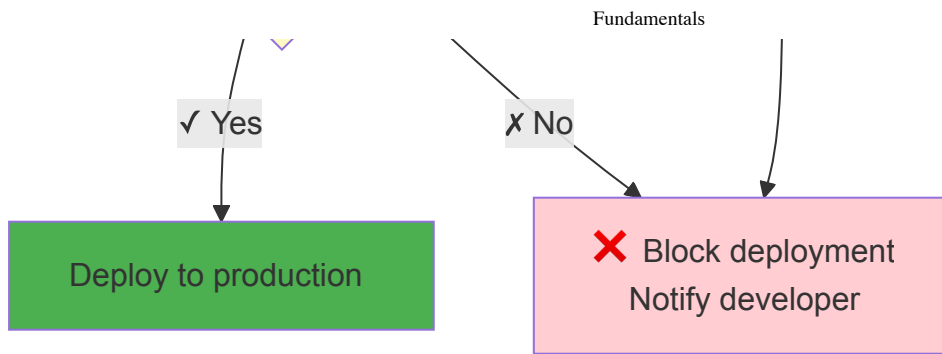 Fundamentals
✓ Yes
✗ No
Deploy to production
❌ Block deployment
Notify developer